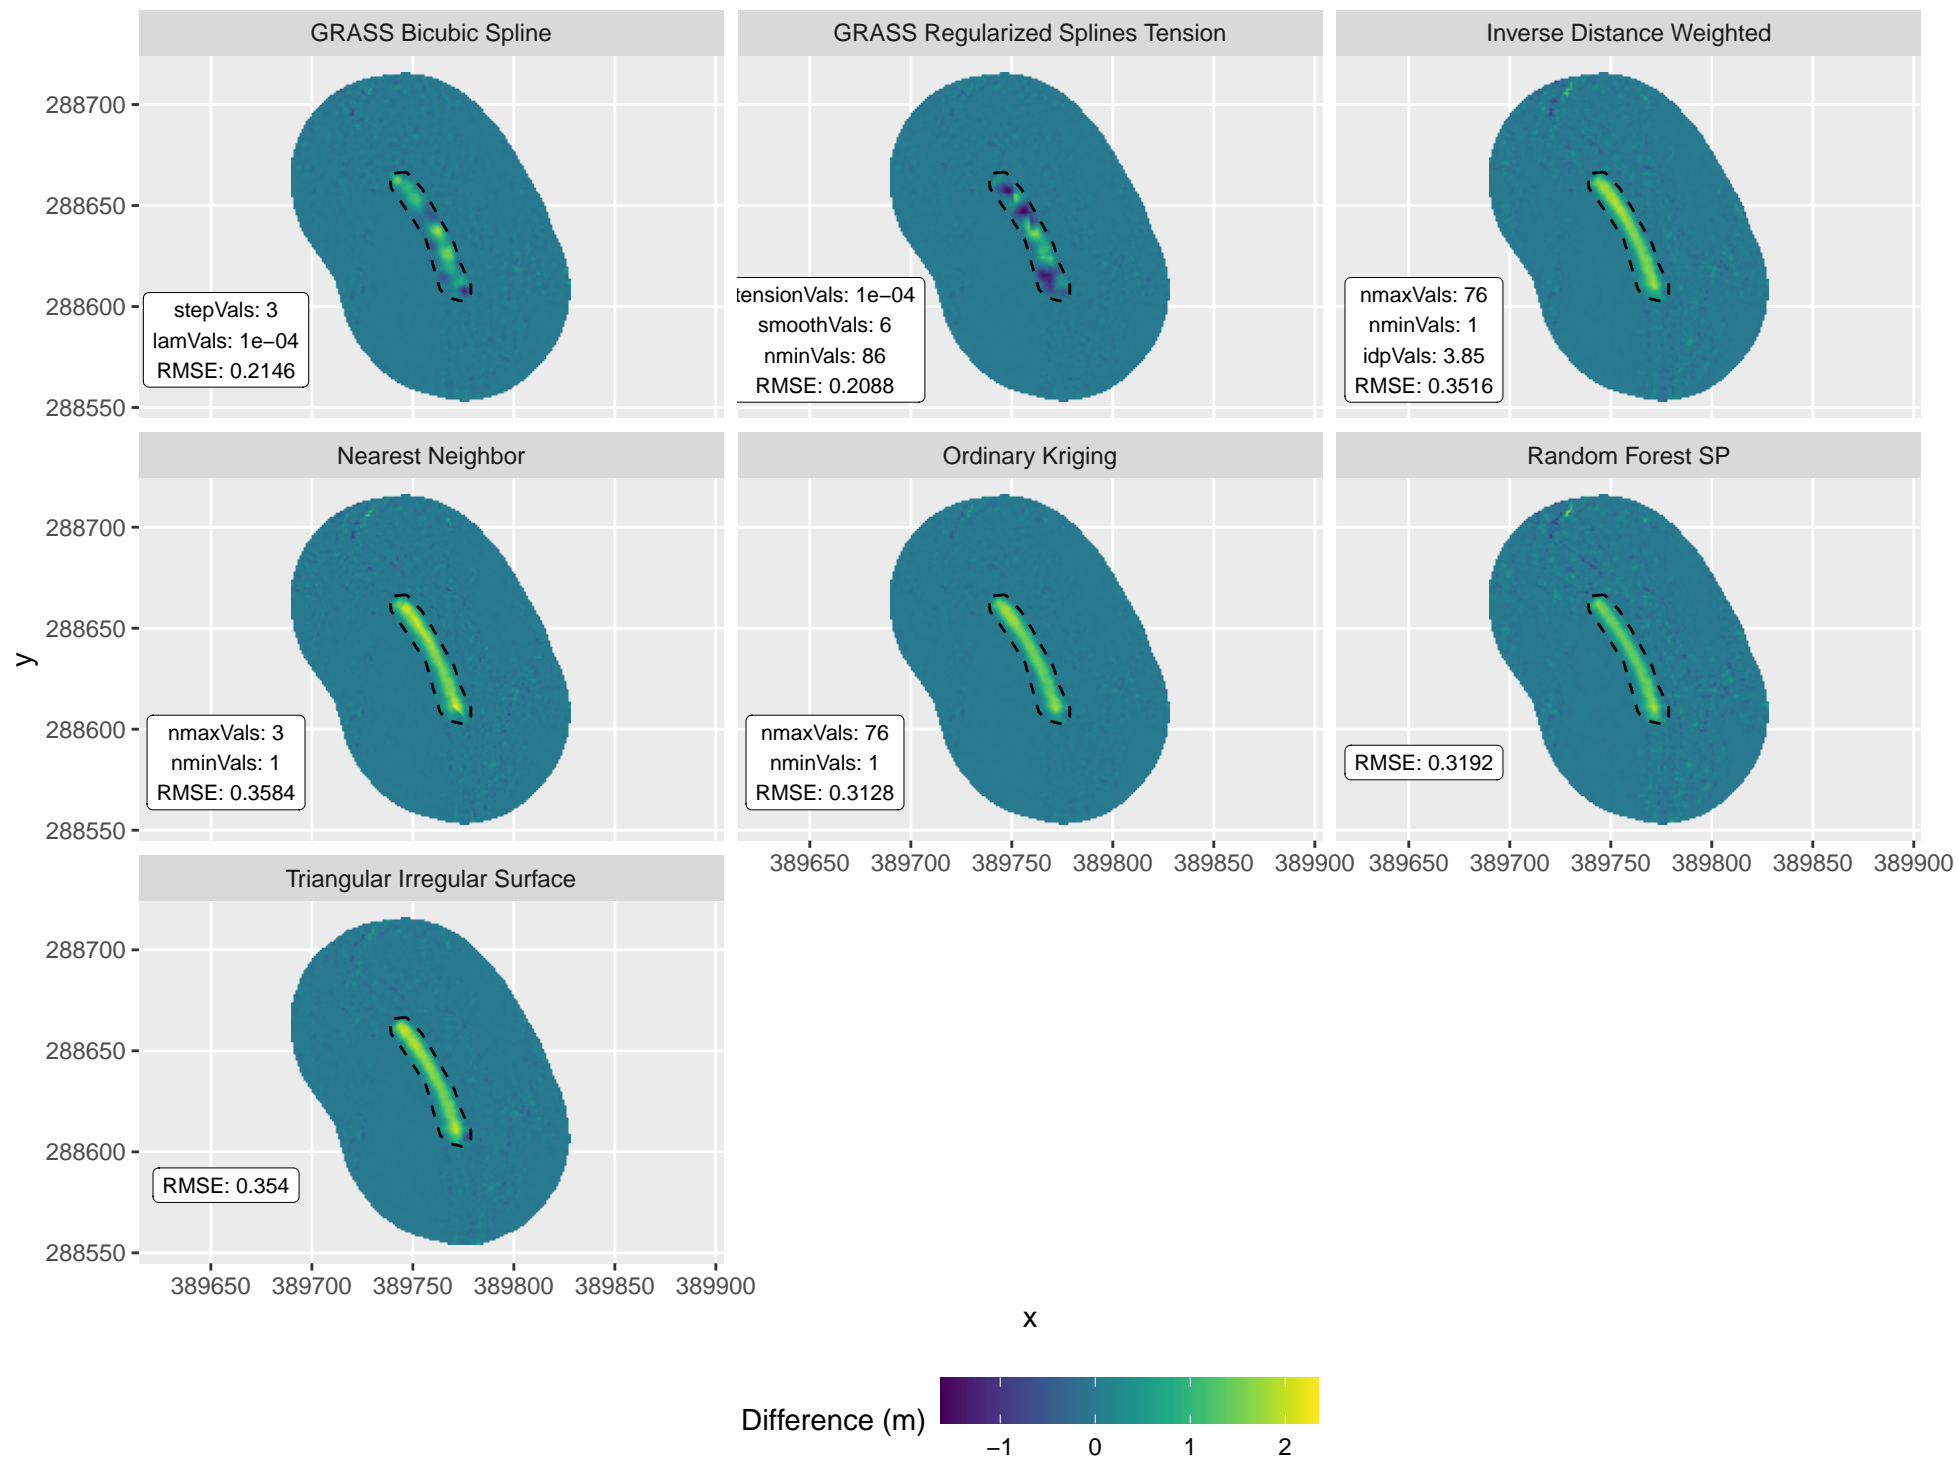 GRASS Bicubic Spline
GRASS Regularized Splines Tension
Inverse Distance Weighted
288700
288650
288600
288550
stepVals: 3
lamVals: 1e−04
RMSE: 0.2146
tensionVals: 1e−04
smoothVals: 6
nminVals: 86
RMSE: 0.2088
nmaxVals: 76
nminVals: 1
idpVals: 3.85
RMSE: 0.3516
Nearest Neighbor
Ordinary Kriging
Random Forest SP
288700
288650
288600
288550
nmaxVals: 3
nminVals: 1
RMSE: 0.3584
nmaxVals: 76
nminVals: 1
RMSE: 0.3128
RMSE: 0.3192
389650 389700 389750 389800 389850 389900
389650 389700 389750 389800 389850 389900
Triangular Irregular Surface
288700
288650
288600
288550
RMSE: 0.354
389650 389700 389750 389800 389850 389900
y
x
Difference (m)
−1 0 1 2